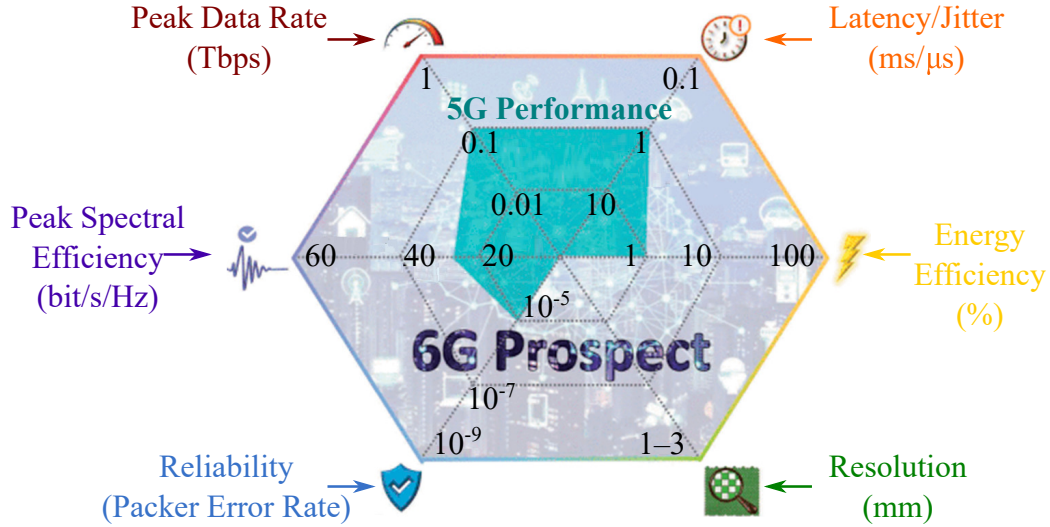 Peak Data Rate
(Tbps)
Latency/Jitter
(ms/µs)
1
0.1
5G Performance
0.1
1
0.01
10
Peak Spectral
Efficiency
(bit/s/Hz)
60
40
20
1
10
100
Energy
Efficiency
(%)
10⁻⁵
6G Prospect
10⁻⁷
10⁻⁹
1–3
Reliability
(Packer Error Rate)
Resolution
(mm)